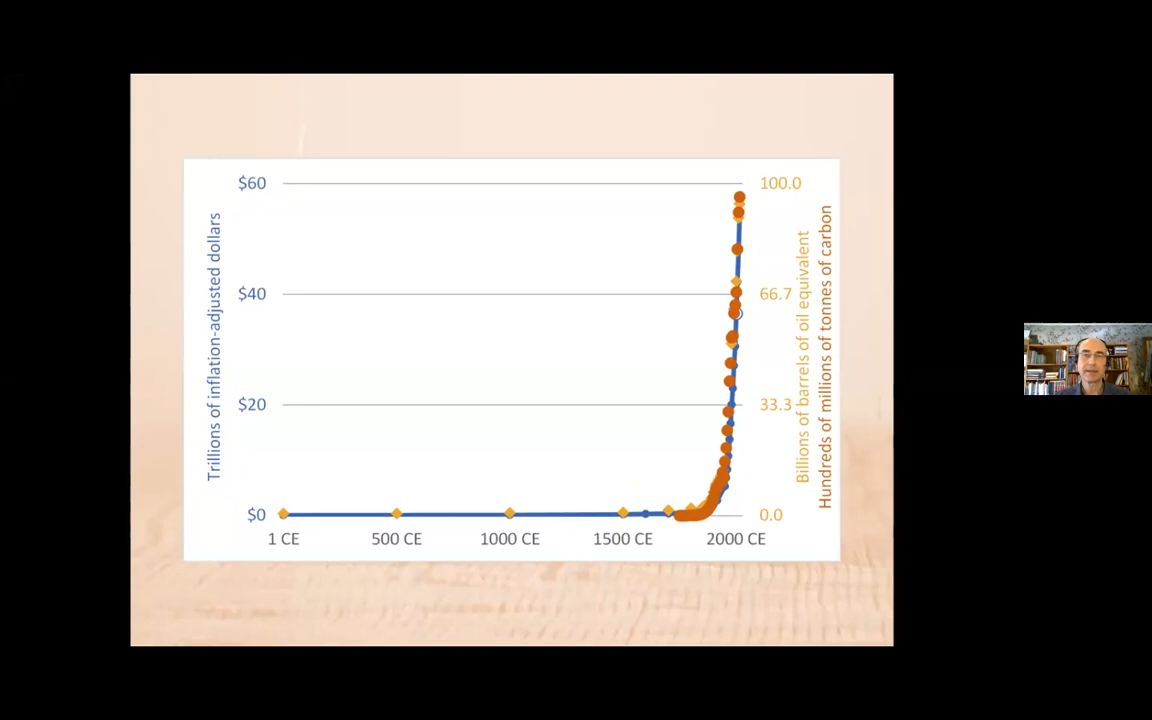 $60
$40
$20
$0
Trillions of inflation-adjusted dollars
100.0
66.7
33.3
0.0
Billions of barrels of oil equivalent
Hundreds of millions of tonnes of carbon
1 CE
500 CE
1000 CE
1500 CE
2000 CE